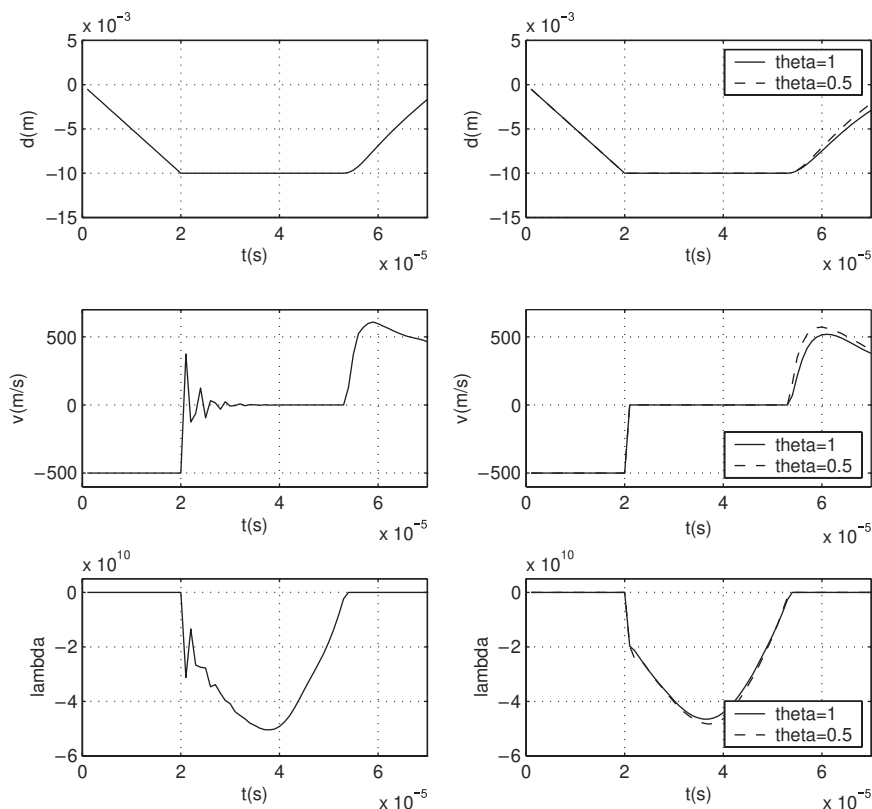 x 10⁻³
5
0
−5
−10
−15
d(m)
0
2
4
6
t(s)
x 10⁻⁵
x 10⁻³
5
0
−5
−10
−15
d(m)
theta=1
theta=0.5
0
2
4
6
t(s)
x 10⁻⁵
500
0
−500
v(m/s)
0
2
4
6
t(s)
x 10⁻⁵
500
0
−500
v(m/s)
theta=1
theta=0.5
0
2
4
6
t(s)
x 10⁻⁵
x 10¹⁰
0
−2
−4
−6
lambda
0
2
4
6
t(s)
x 10⁻⁵
x 10¹⁰
0
−2
−4
−6
lambda
theta=1
theta=0.5
0
2
4
6
t(s)
x 10⁻⁵